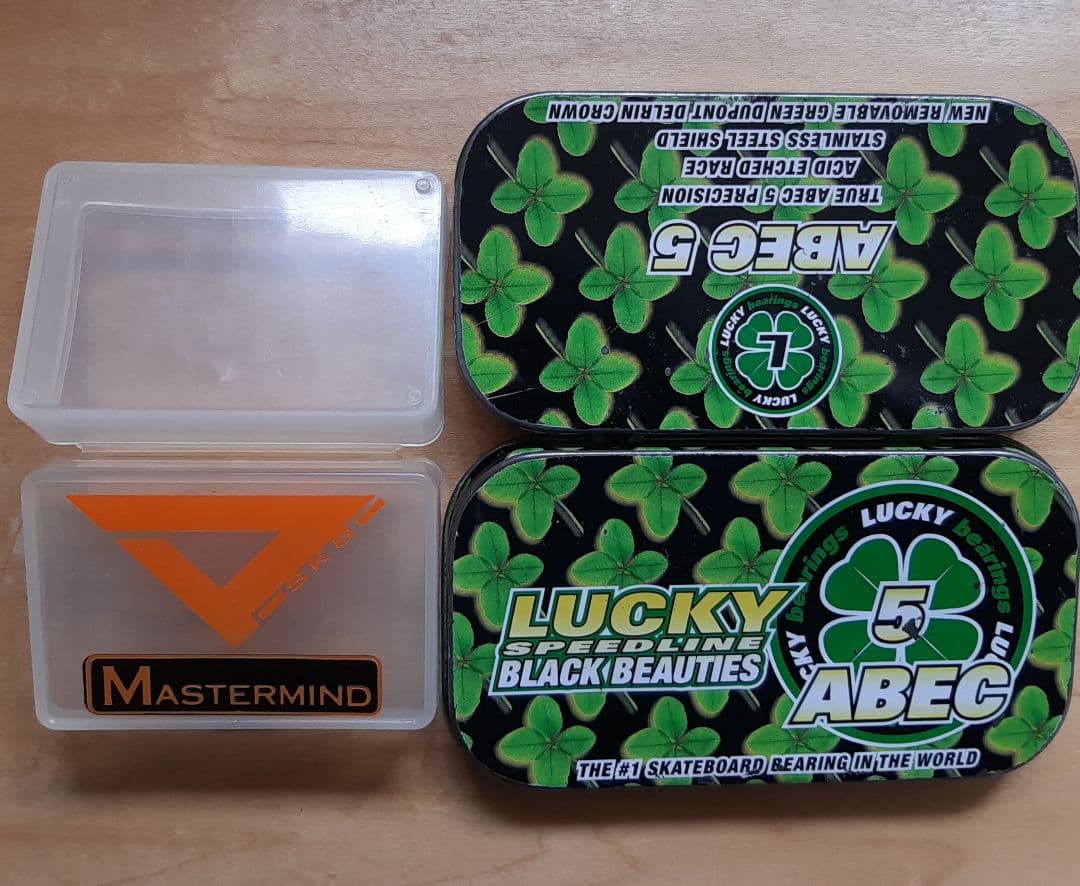 NEW REMOVABLE GREEN DUPONT DELRIN CROWN
STAINLESS STEEL SHIELD
ACID ETCHED RACE
TRUE ABEC 5 PRECISION
ABEC 5
LUCKY bearings LUCKY bearings LUCKY bearings
L
MASTERMIND
LUCKY
SPEEDLINE
BLACK BEAUTIES
LUCKY bearings LUCKY bearings
5
ABEC
THE #1 SKATEBOARD BEARING IN THE WORLD